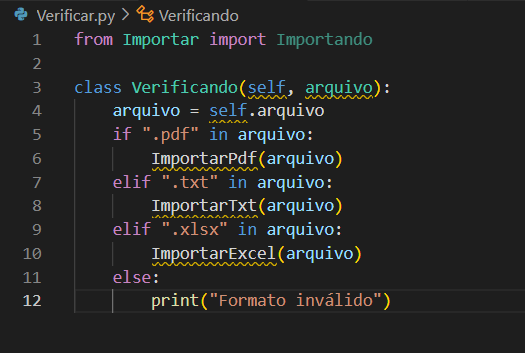 Verificar.py > Verificando
1 from Importar import Importando
2
3 class Verificando(self, arquivo):
4     arquivo = self.arquivo
5     if ".pdf" in arquivo:
6         ImportarPdf(arquivo)
7     elif ".txt" in arquivo:
8         ImportarTxt(arquivo)
9     elif ".xlsx" in arquivo:
10         ImportarExcel(arquivo)
11     else:
12         print("Formato inválido")